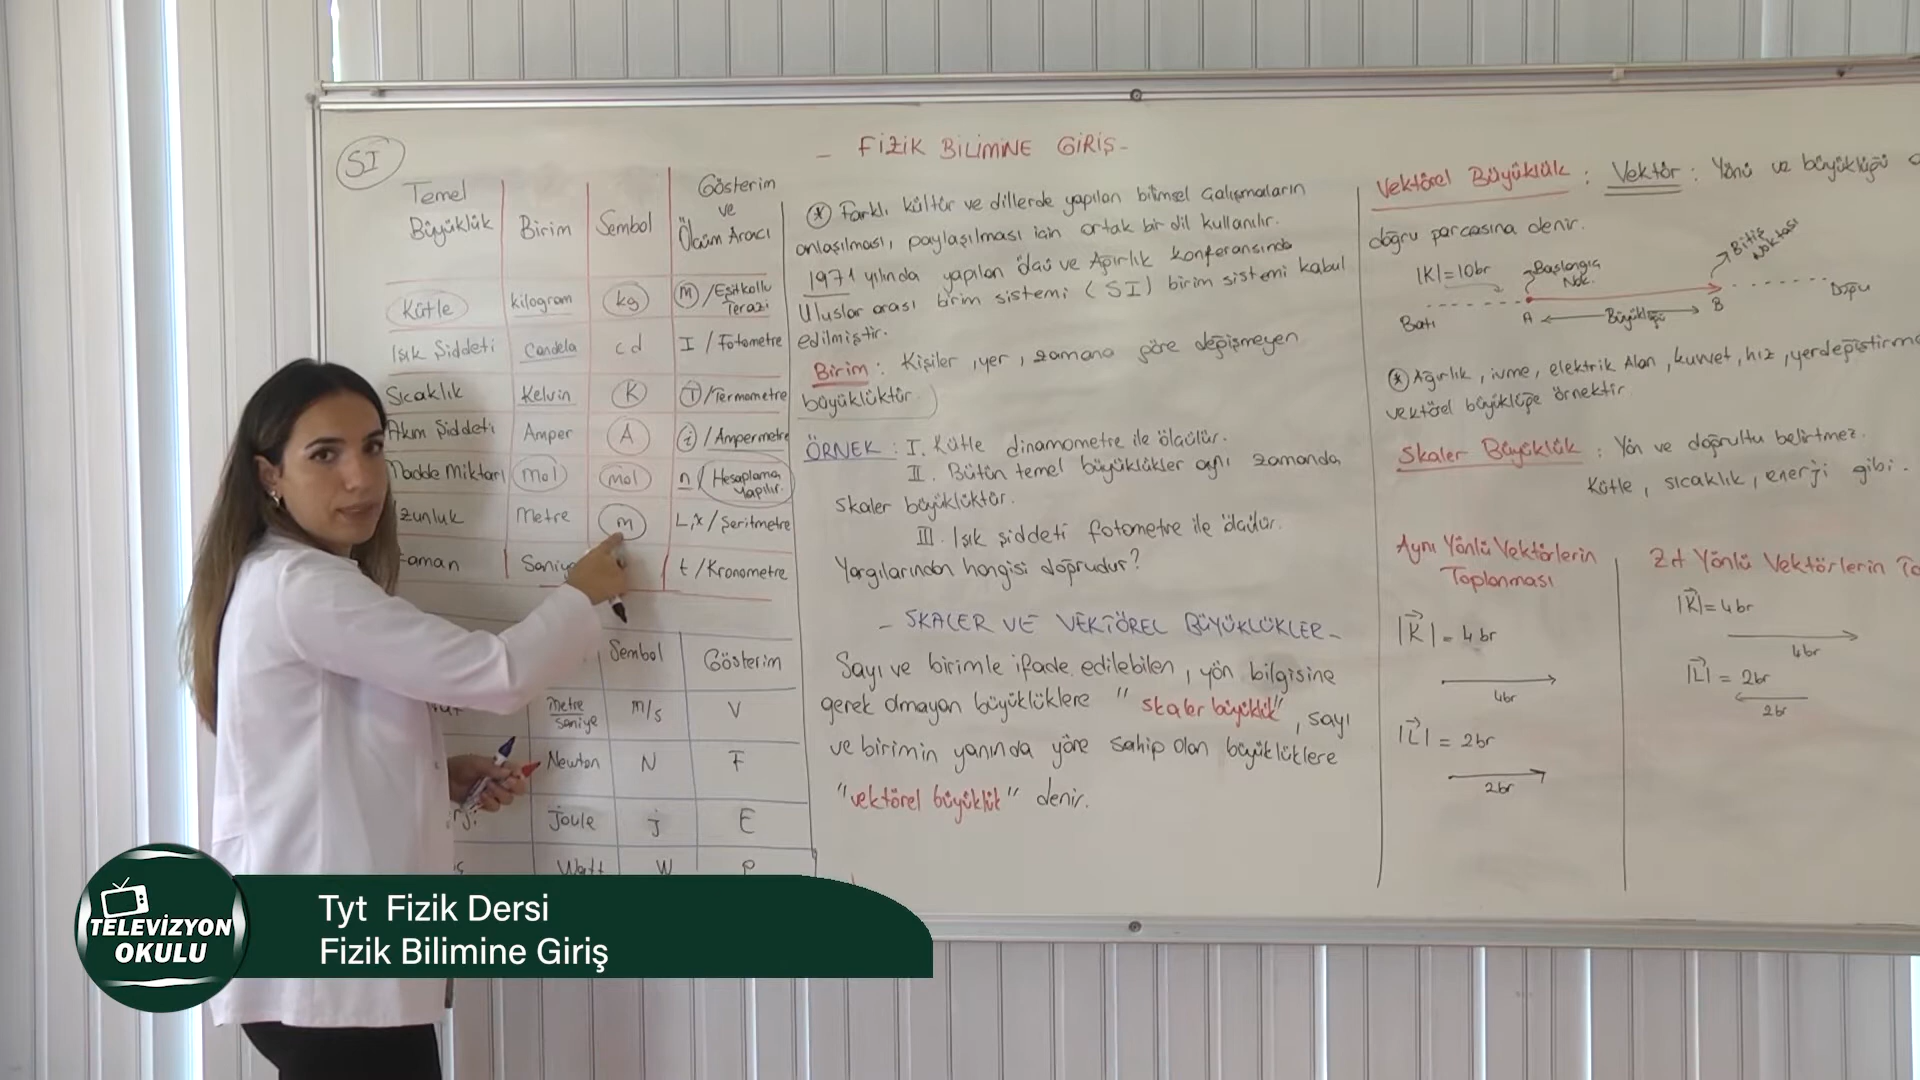 SI
Temel
Büyüklük
Birim
Sembol
Gösterim
ve
Ölçüm Aracı
Kütle
kilogram
kg
m / Eşitkollu
Terazi
Işık Şiddeti
Candela
cd
I / Fotometre
Sıcaklık
Kelvin
K
T / Termometre
Akım Şiddeti
Amper
A
i / Ampermetre
Madde Miktarı
mol
mol
n / Hesaplama
Yapılır.
zunluk
Metre
m
L,x / Şeritmetre
aman
Saniye
t / Kronometre
Sembol
Gösterim
metre
saniye
m/s
V
Newton
N
F
joule
j
E
Watt
W
P
- FİZİK BİLİMİNE GİRİŞ -
* Farklı kültür ve dillerde yapılan bilimsel çalışmaların
anlaşılması, paylaşılması için ortak bir dil kullanılır.
1971 yılında yapılan ölçü ve Ağırlık konferansında
Uluslar arası birim sistemi (SI) birim sistemi kabul
edilmiştir.
Birim : Kişiler, yer, zamana göre değişmeyen
büyüklüktür.
ÖRNEK : I. Kütle dinamometre ile ölçülür.
II. Bütün temel büyüklükler aynı zamanda
skaler büyüklüktür.
III. Işık şiddeti fotometre ile ölçülür.
Yargılarından hangisi doğrudur?
- SKALER VE VEKTÖREL BÜYÜKLÜKLER -
Sayı ve birimle ifade edilebilen, yön bilgisine
gerek olmayan büyüklüklere "skaler büyüklük", sayı
ve birimin yanında yöne sahip olan büyüklüklere
"vektörel büyüklük" denir.
Vektörel Büyüklük : Vektör : Yönü ve büyüklüğü
doğru parçasına denir.
|K|=10br
Başlangıç
Nok.
Bitiş
Noktası
Batı
A
Büyüklüğü
B
Doğu
* Ağırlık, ivme, elektrik Alan, kuvvet, hız, yerdeğiştirme
vektörel büyüklüğe örnektir.
Skaler Büyüklük : Yön ve doğrultu belirtmez.
Kütle, sıcaklık, enerji gibi.
Aynı Yönlü Vektörlerin
Toplanması
|K| = 4br
4br
|L| = 2br
2br
Zıt Yönlü Vektörlerin To
|K|= 4br
4br
|L| = 2br
2br
TELEVİZYON
OKULU
Tyt Fizik Dersi
Fizik Bilimine Giriş